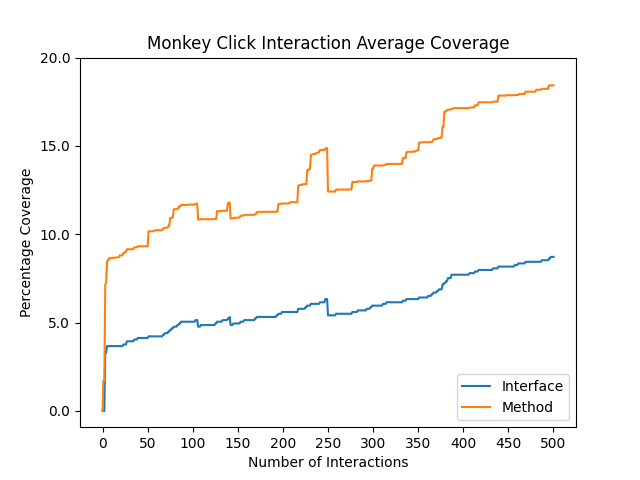 Monkey Click Interaction Average Coverage
20.0
15.0
10.0
5.0
0.0
Percentage Coverage
0 50 100 150 200 250 300 350 400 450 500
Number of Interactions
Interface
Method